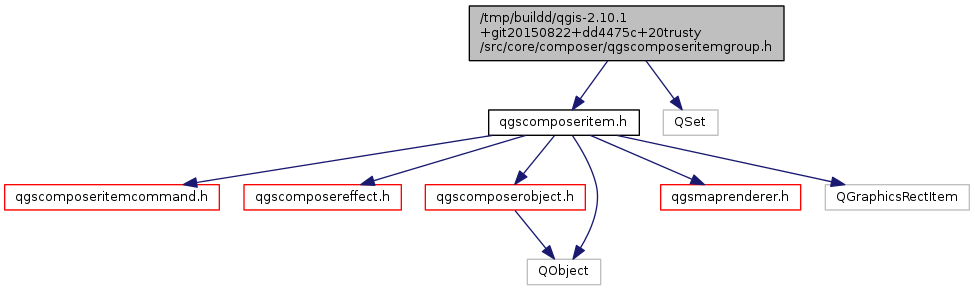 /tmp/buildd/qgis-2.10.1
+git20150822+dd4475c+20trusty
/src/core/composer/qgscomposeritemgroup.h
qgscomposeritem.h
QSet
qgscomposeritemcommand.h
qgscomposereffect.h
qgscomposerobject.h
qgsmaprenderer.h
QGraphicsRectItem
QObject